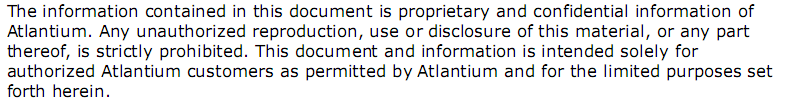 The information contained in this document is proprietary and confidential information of
Atlantium. Any unauthorized reproduction, use or disclosure of this material, or any part
thereof, is strictly prohibited. This document and information is intended solely for
authorized Atlantium customers as permitted by Atlantium and for the limited purposes set
forth herein.